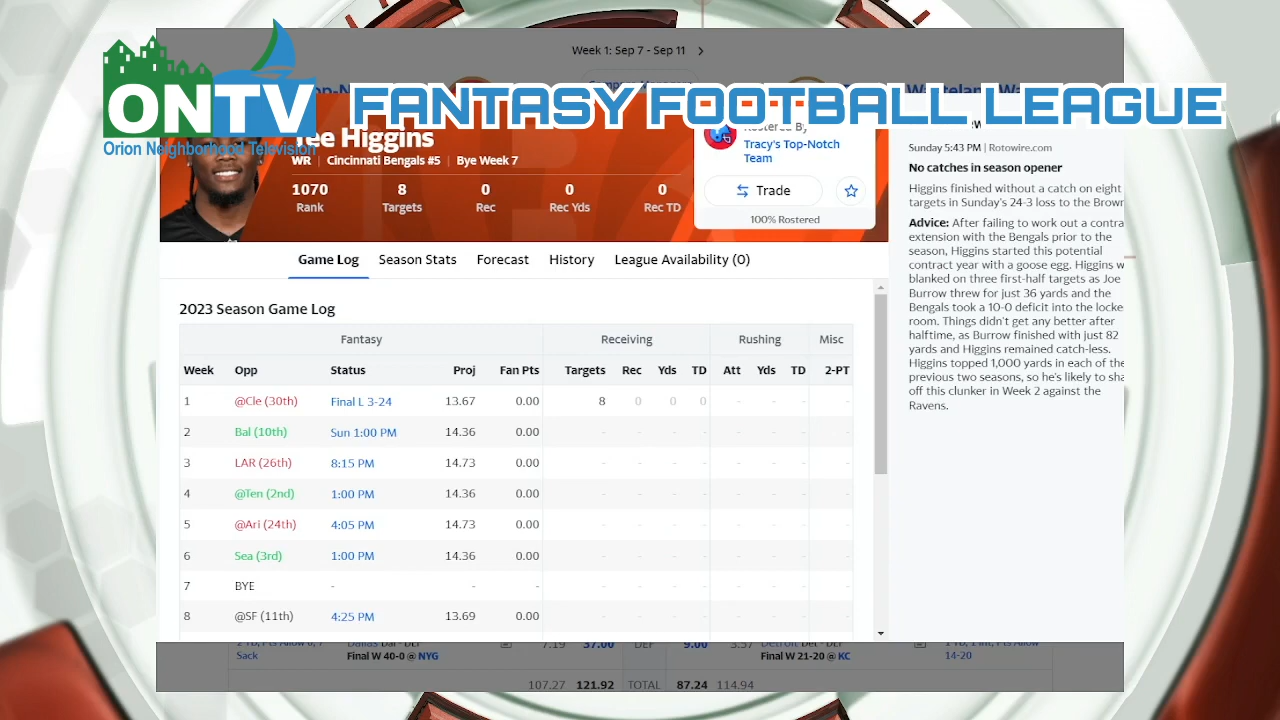 Week 1: Sep 7 - Sep 11
ONTV
Orion Neighborhood Television
FANTASY FOOTBALL LEAGUE
Tee Higgins
WR | Cincinnati Bengals #5 | Bye Week 7
1070 8 0 0 0
Rank Targets Rec Rec Yds Rec TD
Rostered By
Tracy's Top-Notch
Team
Trade
100% Rostered
Game Log Season Stats Forecast History League Availability (0)
2023 Season Game Log
Fantasy Receiving Rushing Misc
Week Opp Status Proj Fan Pts Targets Rec Yds TD Att Yds TD 2-PT
1 @Cle (30th) Final L 3-24 13.67 0.00 8 0 0 0 - - - -
2 Bal (10th) Sun 1:00 PM 14.36 0.00 - - - - - - - -
3 LAR (26th) 8:15 PM 14.73 0.00 - - - - - - - -
4 @Ten (2nd) 1:00 PM 14.36 0.00 - - - - - - - -
5 @Ari (24th) 4:05 PM 14.73 0.00 - - - - - - - -
6 Sea (3rd) 1:00 PM 14.36 0.00 - - - - - - - -
7 BYE - - - - - - - - - - -
8 @SF (11th) 4:25 PM 13.69 0.00 - - - - - - - -
Sunday 5:43 PM | Rotowire.com
No catches in season opener
Higgins finished without a catch on eight
targets in Sunday's 24-3 loss to the Brow
Advice: After failing to work out a contra
extension with the Bengals prior to the
season, Higgins started this potential
contract year with a goose egg. Higgins w
blanked on three first-half targets as Joe
Burrow threw for just 36 yards and the
Bengals took a 10-0 deficit into the locke
room. Things didn't get any better after
halftime, as Burrow finished with just 82
yards and Higgins remained catch-less.
Higgins topped 1,000 yards in each of the
previous two seasons, so he's likely to sha
off this clunker in Week 2 against the
Ravens.
Sack Final W 40-0 @ NYG 7.19 37.00 DEF 9.00 3.57 Final W 21-20 @ KC 14-20
107.27 121.92 TOTAL 87.24 114.94